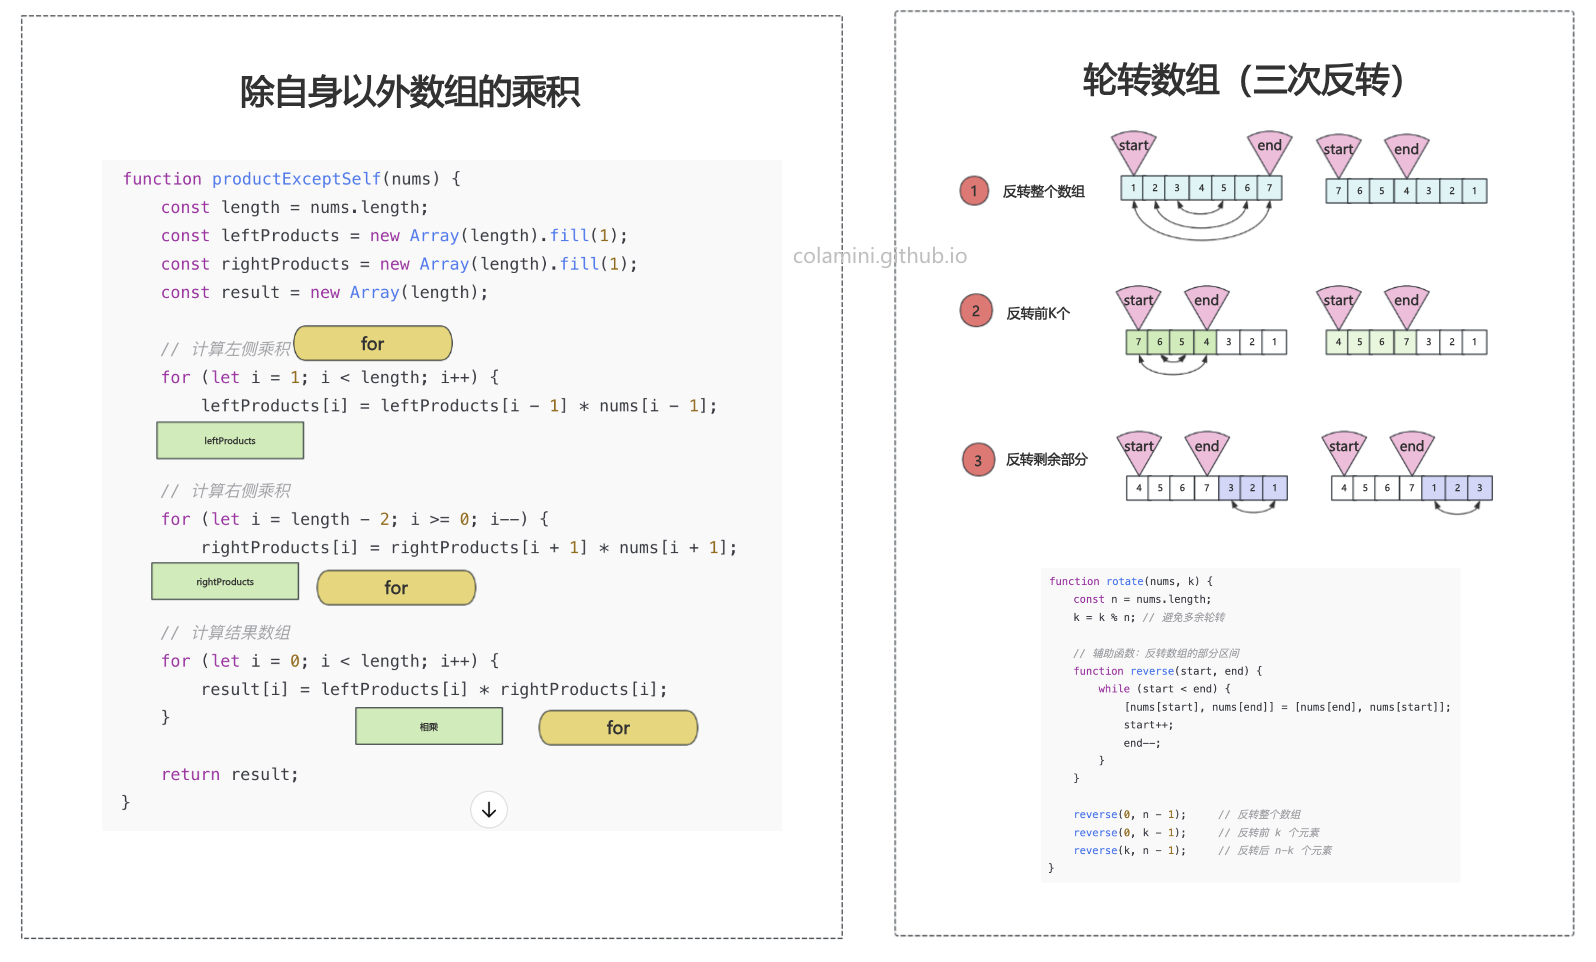 除自身以外数组的乘积
function productExceptSelf(nums) {
const length = nums.length;
const leftProducts = new Array(length).fill(1);
const rightProducts = new Array(length).fill(1);
const result = new Array(length);
// 计算左侧乘积
for
for (let i = 1; i < length; i++) {
leftProducts[i] = leftProducts[i - 1] * nums[i - 1];
leftProducts
// 计算右侧乘积
for (let i = length - 2; i >= 0; i--) {
rightProducts[i] = rightProducts[i + 1] * nums[i + 1];
rightProducts
for
// 计算结果数组
for (let i = 0; i < length; i++) {
result[i] = leftProducts[i] * rightProducts[i];
}
相乘
for
return result;
}
colamini.github.io
轮转数组（三次反转）
start end start end
1 反转整个数组
1 2 3 4 5 6 7
7 6 5 4 3 2 1
start end start end
2 反转前K个
7 6 5 4 3 2 1
4 5 6 7 3 2 1
start end start end
3 反转剩余部分
4 5 6 7 3 2 1
4 5 6 7 1 2 3
function rotate(nums, k) {
const n = nums.length;
k = k % n; // 避免多余轮转
// 辅助函数：反转数组的部分区间
function reverse(start, end) {
while (start < end) {
[nums[start], nums[end]] = [nums[end], nums[start]];
start++;
end--;
}
}
reverse(0, n - 1); // 反转整个数组
reverse(0, k - 1); // 反转前 k 个元素
reverse(k, n - 1); // 反转后 n-k 个元素
}